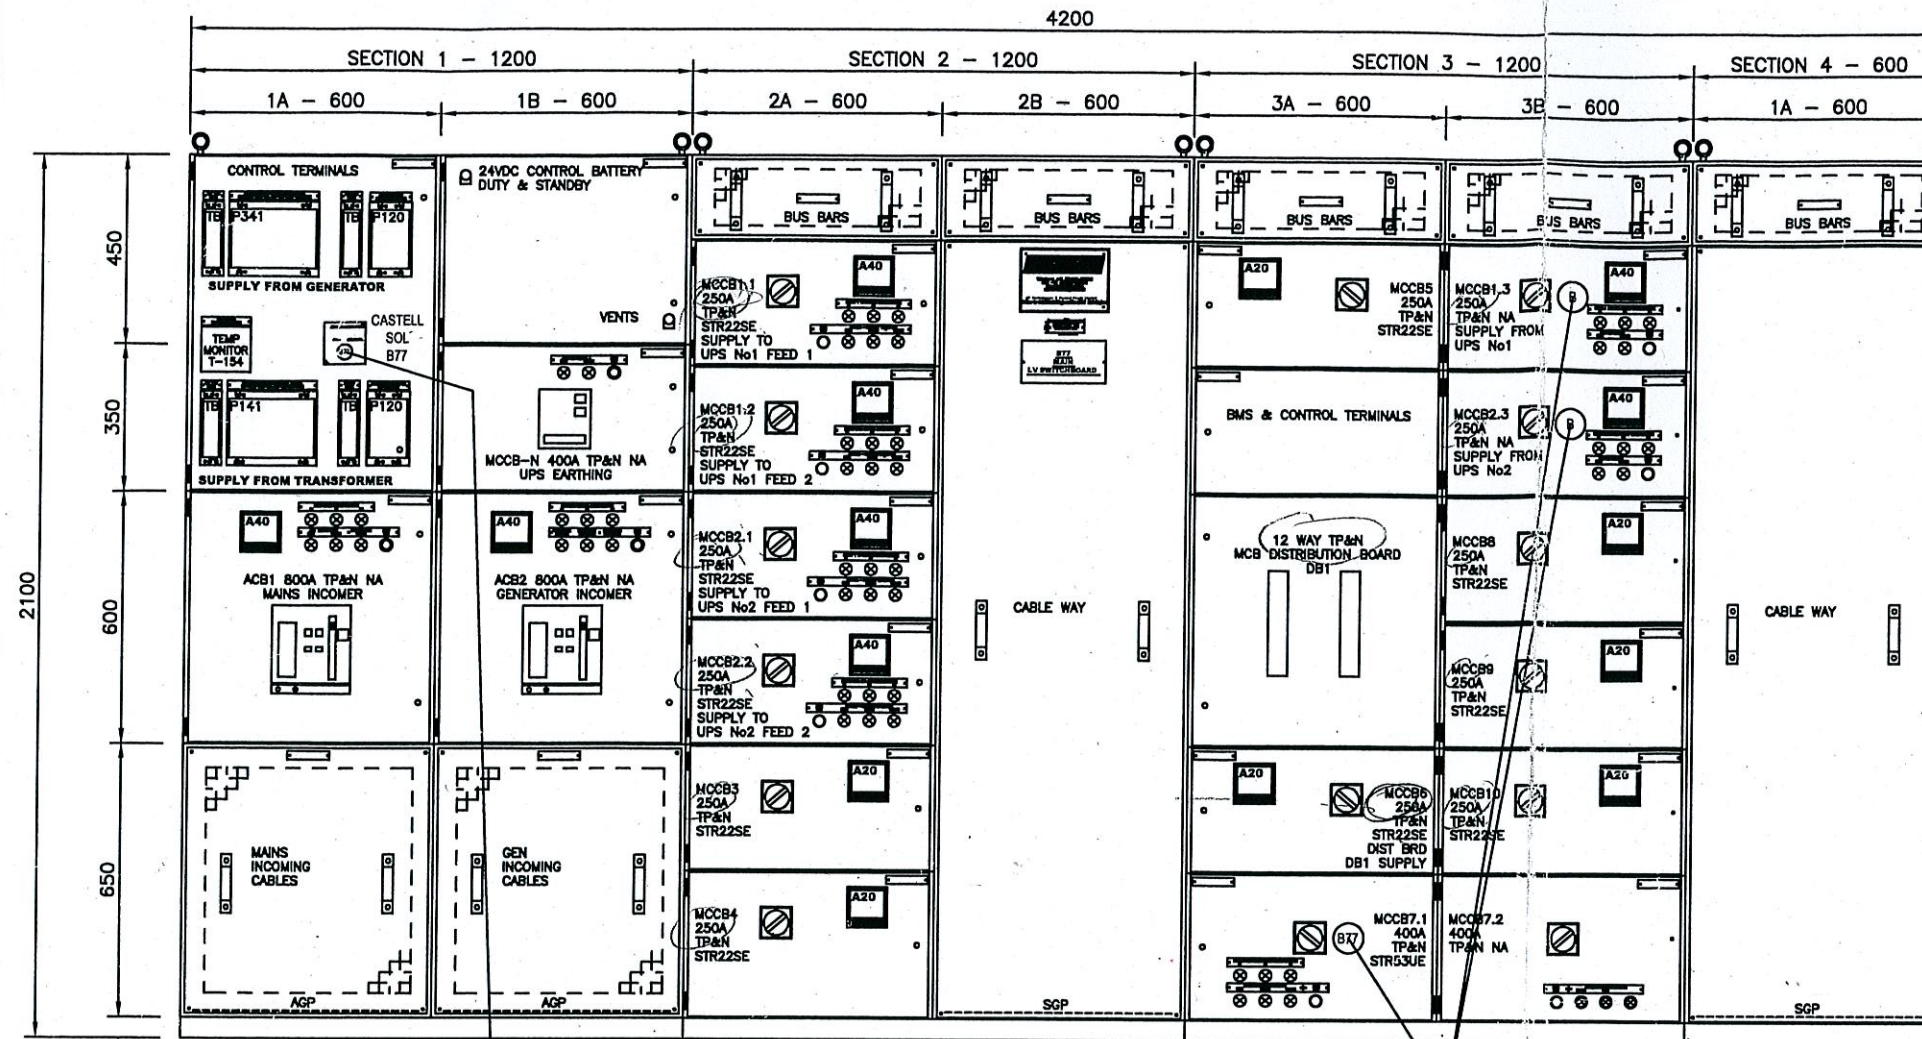 4200
SECTION 1 - 1200
SECTION 2 - 1200
SECTION 3 - 1200
SECTION 4 - 600
1A - 600
1B - 600
2A - 600
2B - 600
3A - 600
3B - 600
1A - 600
2100
450
350
600
650
CONTROL TERMINALS
TB
P341
TB
P120
SUPPLY FROM GENERATOR
TEMP
MONITOR
T-154
CASTELL
SOL
B77
TB
P141
TB
P120
SUPPLY FROM TRANSFORMER
A40
ACB1 800A TP&N NA
MAINS INCOMER
MAINS
INCOMING
CABLES
AGP
24VDC CONTROL BATTERY
DUTY & STANDBY
VENTS
MCCB-N 400A TP&N NA
UPS EARTHING
A40
ACB2 800A TP&N NA
GENERATOR INCOMER
GEN
INCOMING
CABLES
AGP
BUS BARS
A40
MCCB1.1
250A
TP&N
STR22SE
SUPPLY TO
UPS No1 FEED 1
A40
MCCB1.2
250A
TP&N
STR22SE
SUPPLY TO
UPS No1 FEED 2
A40
MCCB2.1
250A
TP&N
STR22SE
SUPPLY TO
UPS No2 FEED 1
A40
MCCB2.2
250A
TP&N
STR22SE
SUPPLY TO
UPS No2 FEED 2
A20
MCCB3
250A
TP&N
STR22SE
A20
MCCB4
250A
TP&N
STR22SE
BUS BARS
B77
MAIN
LV SWITCHBOARD
CABLE WAY
SGP
BUS BARS
A20
MCCB5
250A
TP&N
STR22SE
BMS & CONTROL TERMINALS
12 WAY TP&N
MCB DISTRIBUTION BOARD
DB1
A20
MCCB6
250A
TP&N
STR22SE
DIST BRD
DB1 SUPPLY
B77
MCCB7.1
400A
TP&N
STR53UE
BUS BARS
A40
MCCB1.3
250A
TP&N NA
SUPPLY FROM
UPS No1
B
A40
MCCB2.3
250A
TP&N NA
SUPPLY FROM
UPS No2
B
A20
MCCB8
250A
TP&N
STR22SE
A20
MCCB9
250A
TP&N
STR22SE
A20
MCCB10
250A
TP&N
STR22SE
MCCB7.2
400A
TP&N NA
BUS BARS
CABLE WAY
SGP